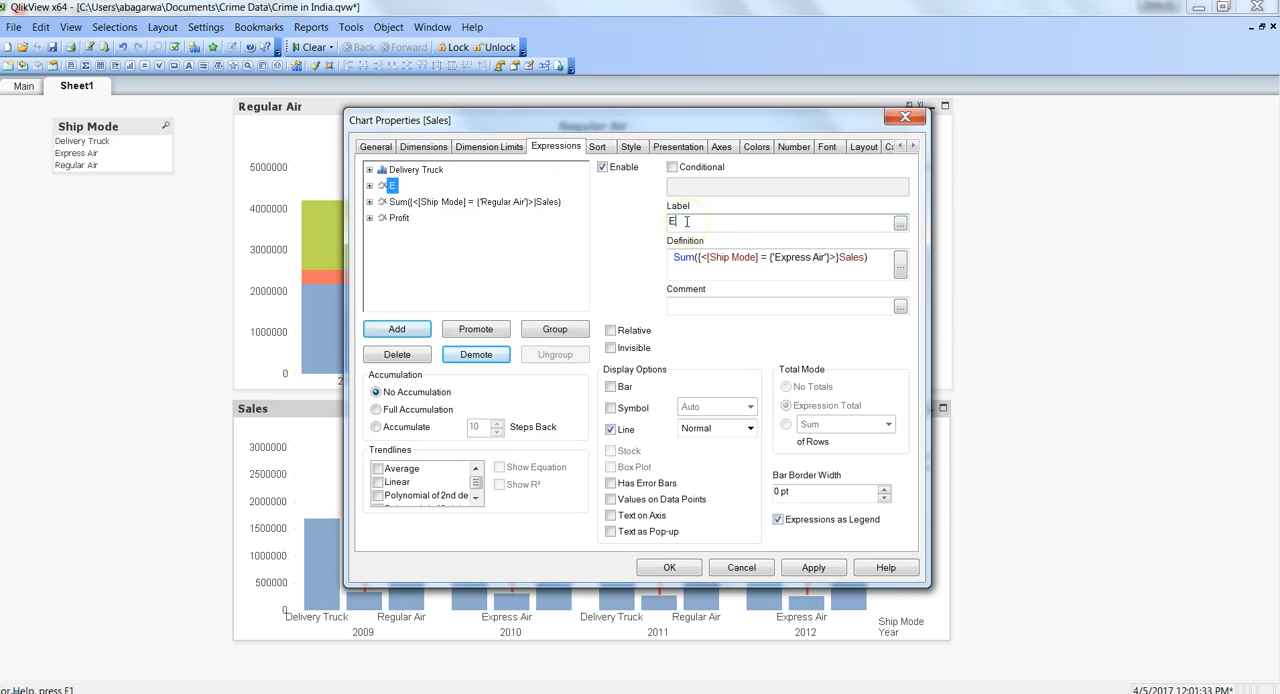 QlikView x64 - [C:\Users\abagarwa\Documents\Crime Data\Crime in India.qvw*]
File Edit View Selections Layout Settings Bookmarks Reports Tools Object Window Help
Clear Back Forward Lock Unlock
Main Sheet1
Ship Mode
Delivery Truck
Express Air
Regular Air
Regular Air
Regular Air
5000000
4000000
3000000
2000000
1000000
0
2
Chart Properties [Sales]
General Dimensions Dimension Limits Expressions Sort Style Presentation Axes Colors Number Font Layout Ca
Delivery Truck
E
Sum({<[Ship Mode] = {'Regular Air'}>}Sales)
Profit
Enable
Conditional
Label
E
Definition
Sum({<[Ship Mode] = {'Express Air'}>}Sales)
Comment
Add Promote Group
Delete Demote Ungroup
Accumulation
No Accumulation
Full Accumulation
Accumulate 10 Steps Back
Trendlines
Average
Linear
Polynomial of 2nd de
Show Equation
Show R²
Relative
Invisible
Display Options
Bar
Symbol Auto
Line Normal
Stock
Box Plot
Has Error Bars
Values on Data Points
Text on Axis
Text as Pop-up
Total Mode
No Totals
Expression Total
Sum
of Rows
Bar Border Width
0 pt
Expressions as Legend
OK Cancel Apply Help
Sales
3000000
2500000
2000000
1500000
1000000
500000
0
Delivery Truck Regular Air Express Air Delivery Truck Regular Air Express Air
2009 2010 2011 2012
Ship Mode
Year
or Help, press F1
4/5/2017 12:01:33 PM*